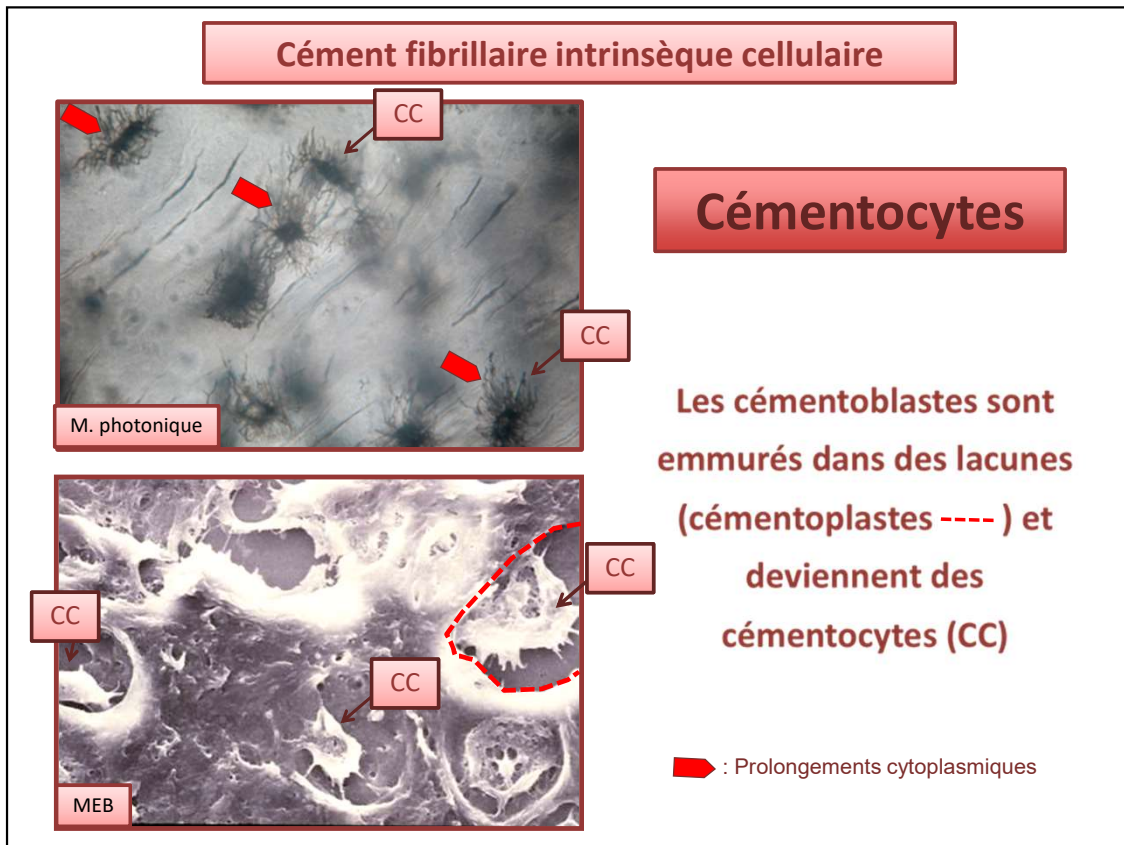 Cément fibrillaire intrinsèque cellulaire
CC
CC
M. photonique
Cémentocytes
Les cémentoblastes sont
emmurés dans des lacunes
(cémentoplastes ---- ) et
deviennent des
cémentocytes (CC)
CC
CC
CC
MEB
: Prolongements cytoplasmiques